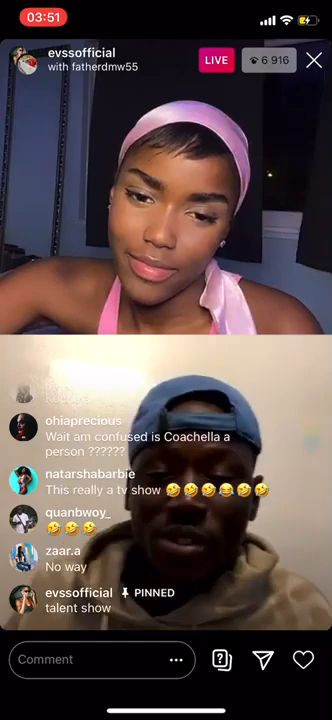 03:51
evssofficial
with fatherdmw55
LIVE
6 916
ohiaprecious
Wait am confused is Coachella a
person ??????
natarshabarbie
This really a tv show 🤣🤣🤣😂🤣🤣
quanbwoy_
🤣🤣🤣
zaar.a
No way
evssofficial PINNED
talent show
Comment